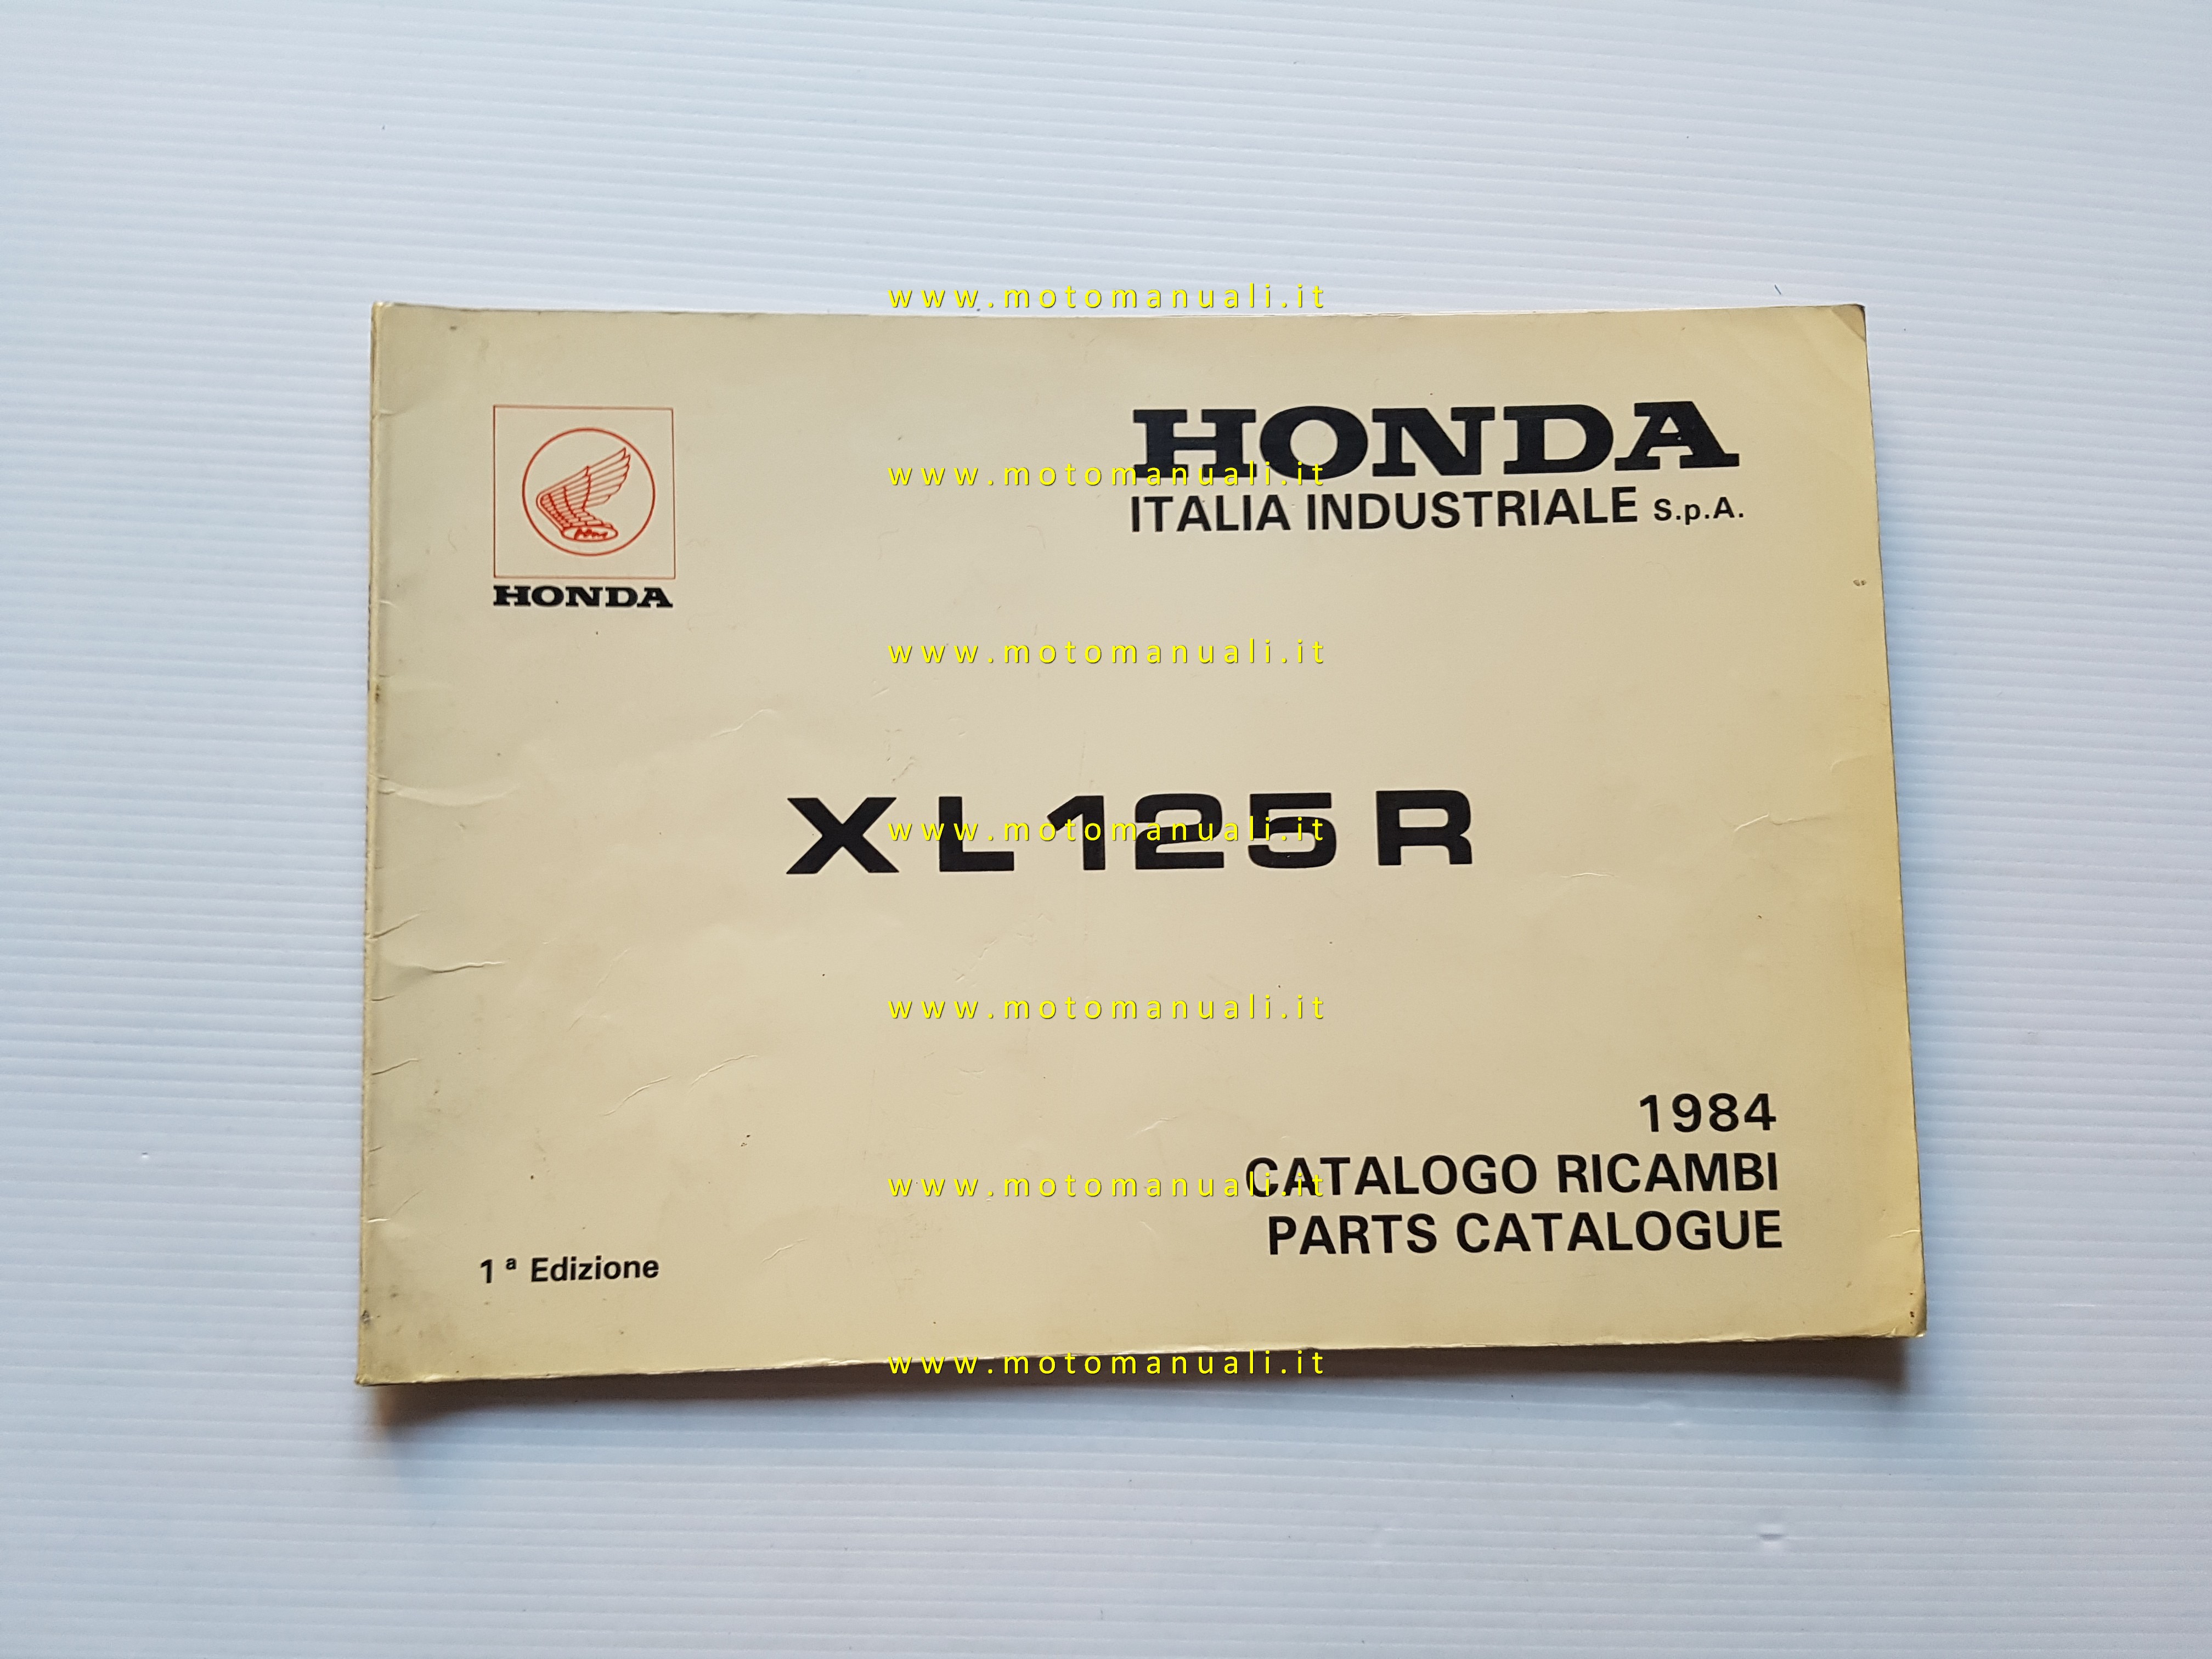 www.motomanuali.it
HONDA
www.motomanuali.it
ITALIA INDUSTRIALE S.p.A.
HONDA
www.motomanuali.it
XL125R
www.motomanuali.it
www.motomanuali.it
1984
CATALOGO RICAMBI
www.motomanuali.it
PARTS CATALOGUE
1ª Edizione
www.motomanuali.it